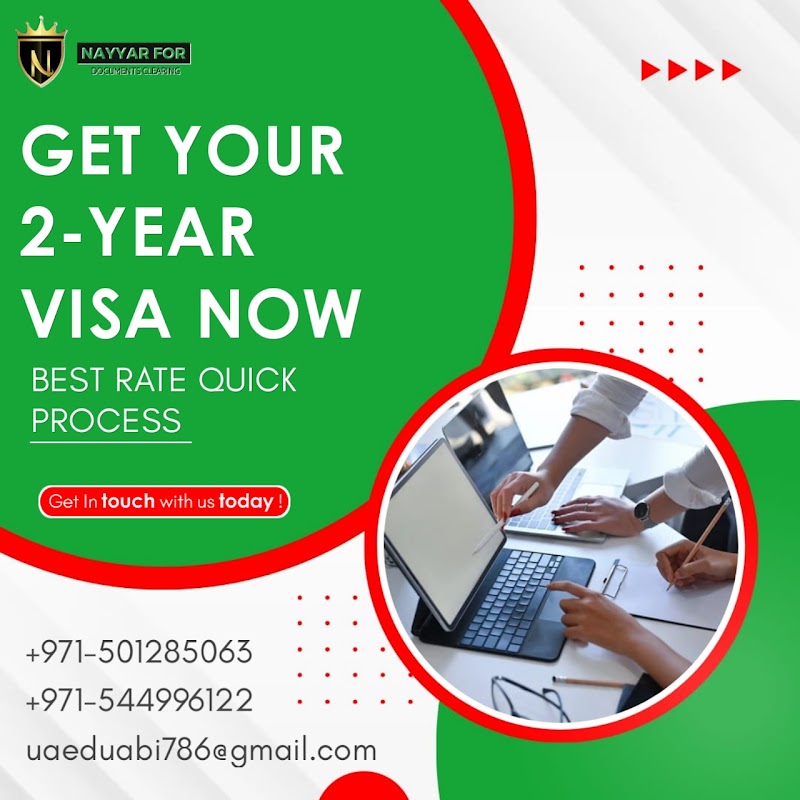 N
NAYYAR FOR
DOCUMENTS CLEARING
GET YOUR
2-YEAR
VISA NOW
BEST RATE QUICK
PROCESS
Get In touch with us today !
+971-501285063
+971-544996122
uaeduabi786@gmail.com